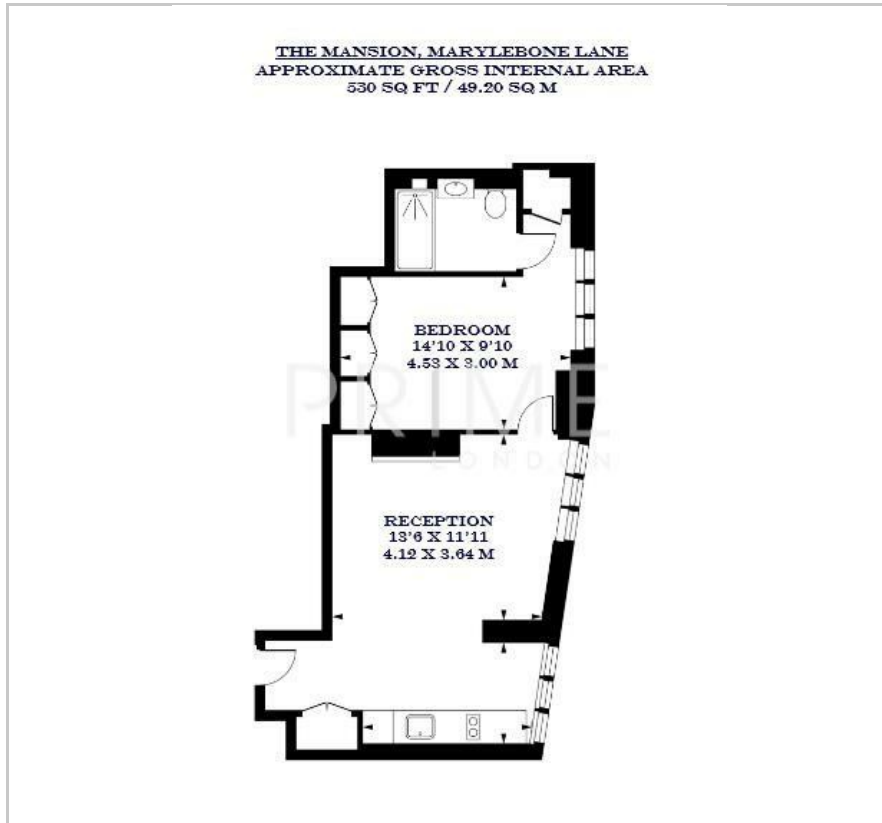 THE MANSION, MARYLEBONE LANE
APPROXIMATE GROSS INTERNAL AREA
530 SQ FT / 49.20 SQ M
BEDROOM
14'10 X 9'10
4.53 X 3.00 M
PRIME
LONDON
RECEPTION
13'6 X 11'11
4.12 X 3.64 M